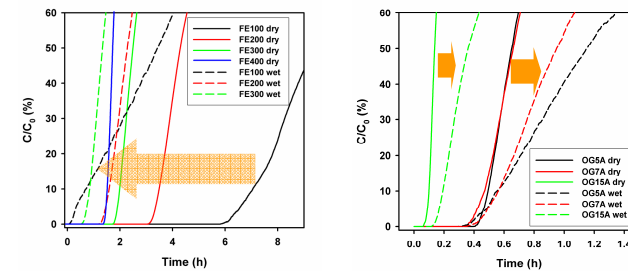 60
50
40
30
20
10
0
C/C0 (%)
0 2 4 6 8
Time (h)
FE100 dry
FE200 dry
FE300 dry
FE400 dry
FE100 wet
FE200 wet
FE300 wet
60
50
40
30
20
10
0
C/C0 (%)
0.0 0.2 0.4 0.6 0.8 1.0 1.2 1.4
Time (h)
OG5A dry
OG7A dry
OG15A dry
OG5A wet
OG7A wet
OG15A wet